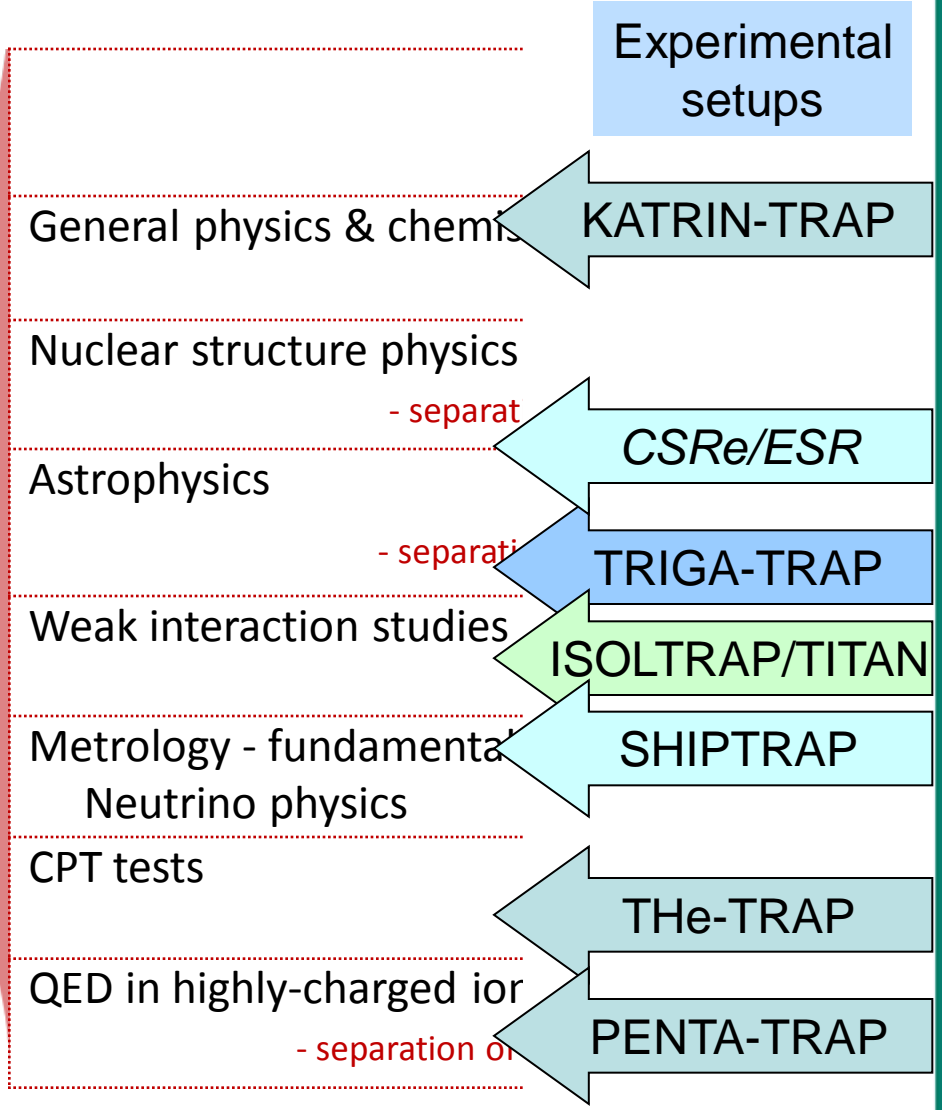 Experimental
setups
General physics & chemis
KATRIN-TRAP
Nuclear structure physics
- separat
CSRe/ESR
Astrophysics
- separati
TRIGA-TRAP
Weak interaction studies
ISOLTRAP/TITAN
Metrology - fundamental
SHIPTRAP
Neutrino physics
CPT tests
THe-TRAP
QED in highly-charged ion
- separation of
PENTA-TRAP